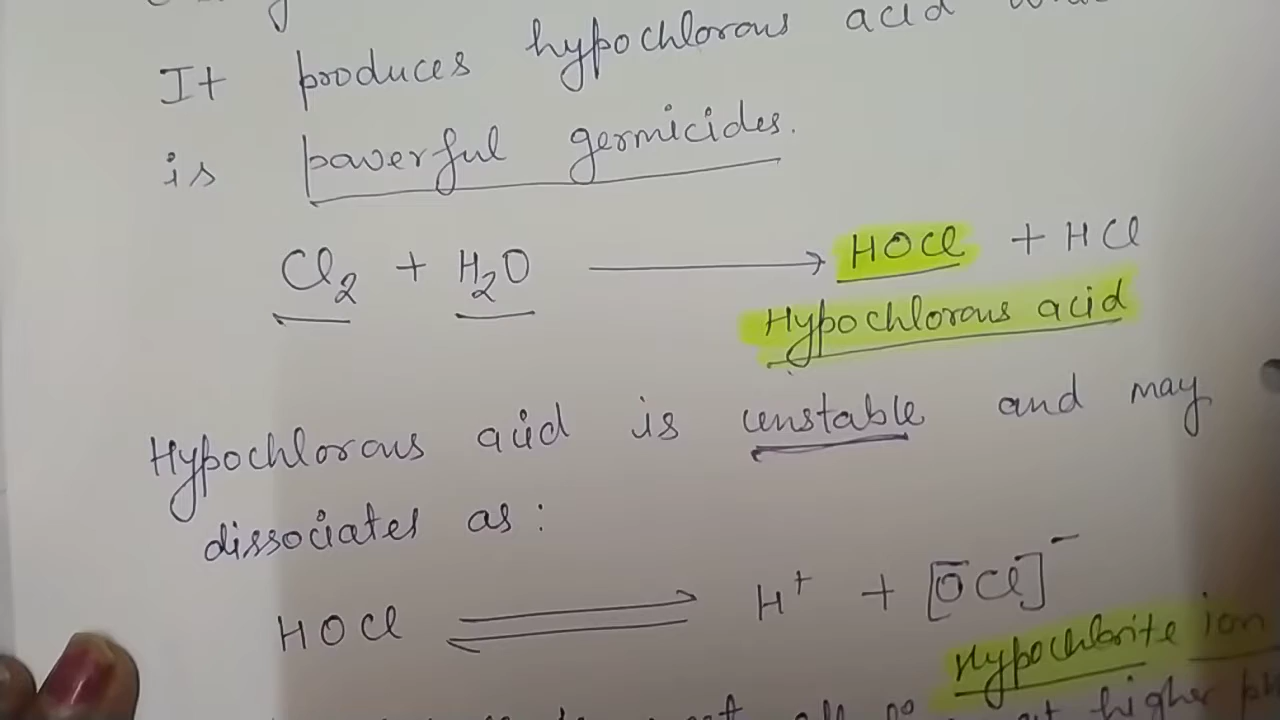 It produces hypochlorous acid
is powerful germicides.
Cl2 + H2O ⟶ HOCl + HCl
Hypochlorous acid
Hypochlorous acid is unstable and may
dissociates as:
HOCl ⇌ H+ + [OCl]−
Hypochlorite ion
higher